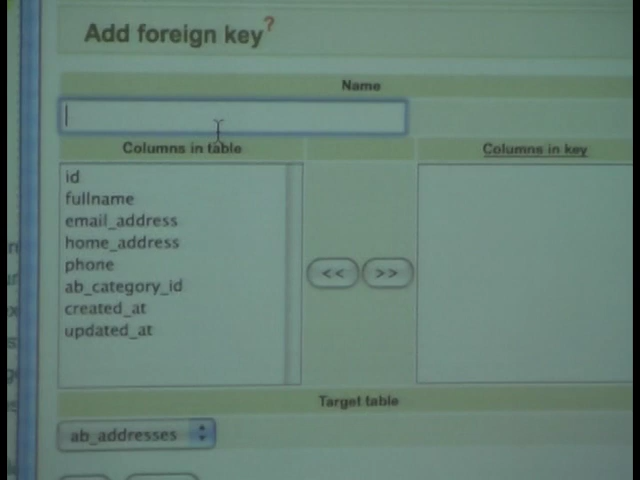 Add foreign key?
Name
Columns in table
Columns in key
id
fullname
email_address
home_address
phone
ab_category_id
created_at
updated_at
<< >>
Target table
ab_addresses